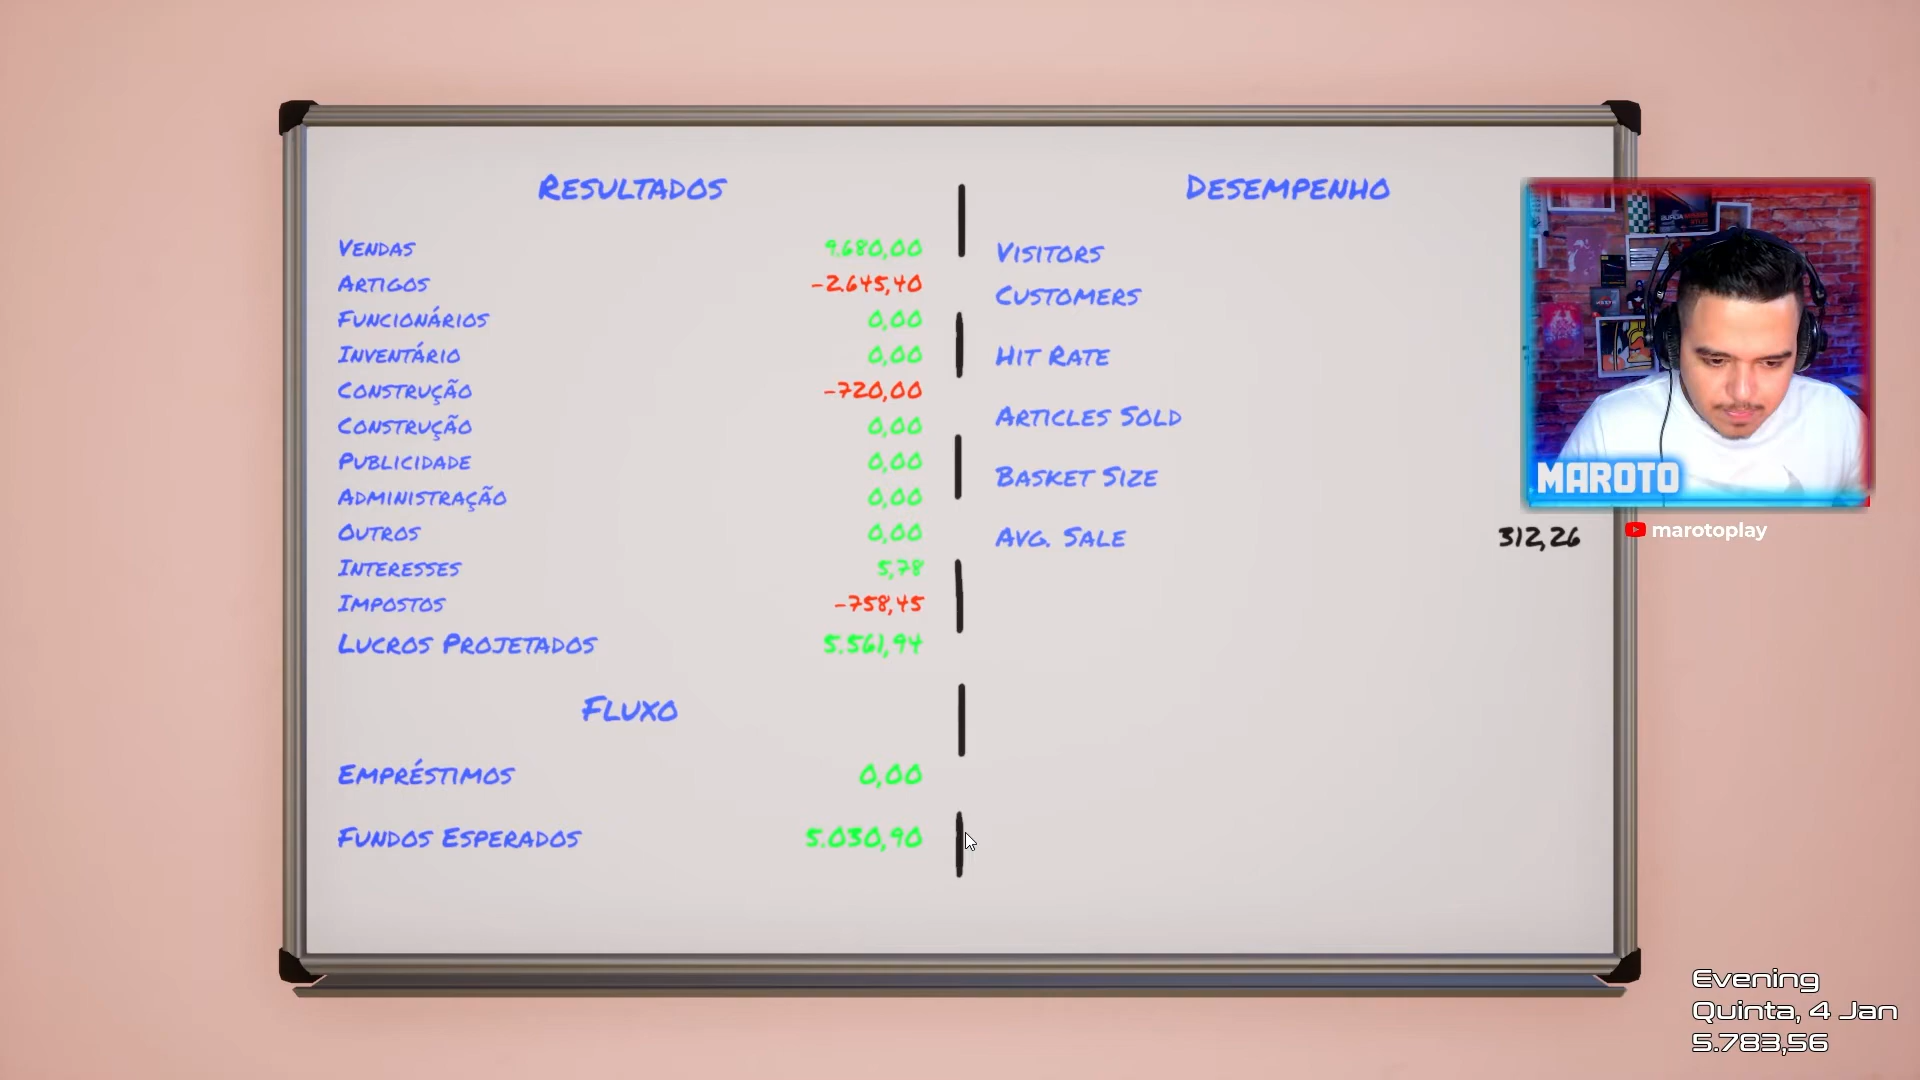 Resultados
Vendas 9.680,00
Artigos -2.645,40
Funcionários 0,00
Inventário 0,00
Construção -720,00
Construção 0,00
Publicidade 0,00
Administração 0,00
Outros 0,00
Interesses 5,78
Impostos -758,45
Lucros Projetados 5.561,94
Fluxo
Empréstimos 0,00
Fundos Esperados 5.030,90
Desempenho
Visitors
Customers
Hit Rate
Articles Sold
Basket Size
Avg. Sale 312,26
MAROTO
marotoplay
Evening
Quinta, 4 Jan
5.783,56